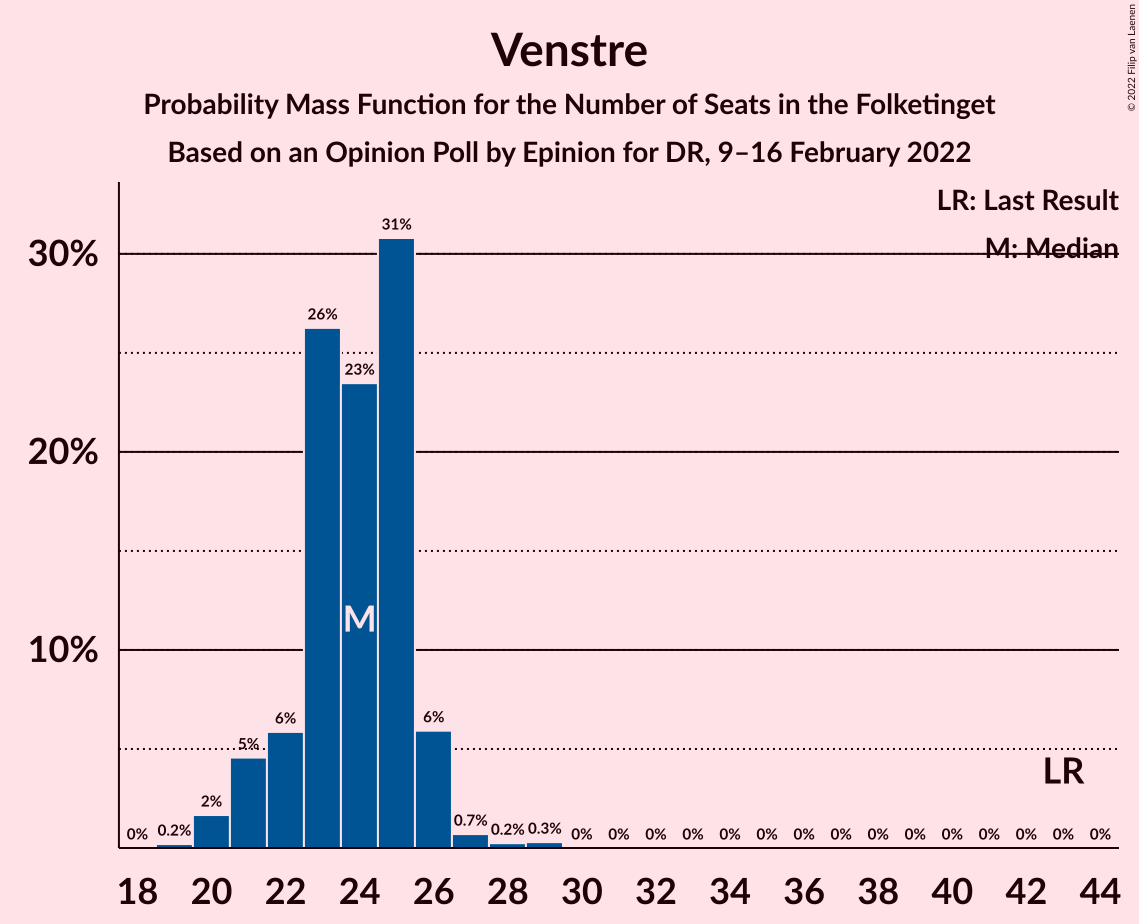 Venstre
Probability Mass Function for the Number of Seats in the Folketinget
Based on an Opinion Poll by Epinion for DR, 9–16 February 2022
© 2022 Filip van Laenen
LR: Last Result
M: Median
30%
20%
10%
0% 0.2% 2% 5% 6% 26% 23% 31% 6% 0.7% 0.2% 0.3% 0% 0% 0% 0% 0% 0% 0% 0% 0% 0% 0% 0% 0% 0% 0%
M
LR
18 20 22 24 26 28 30 32 34 36 38 40 42 44